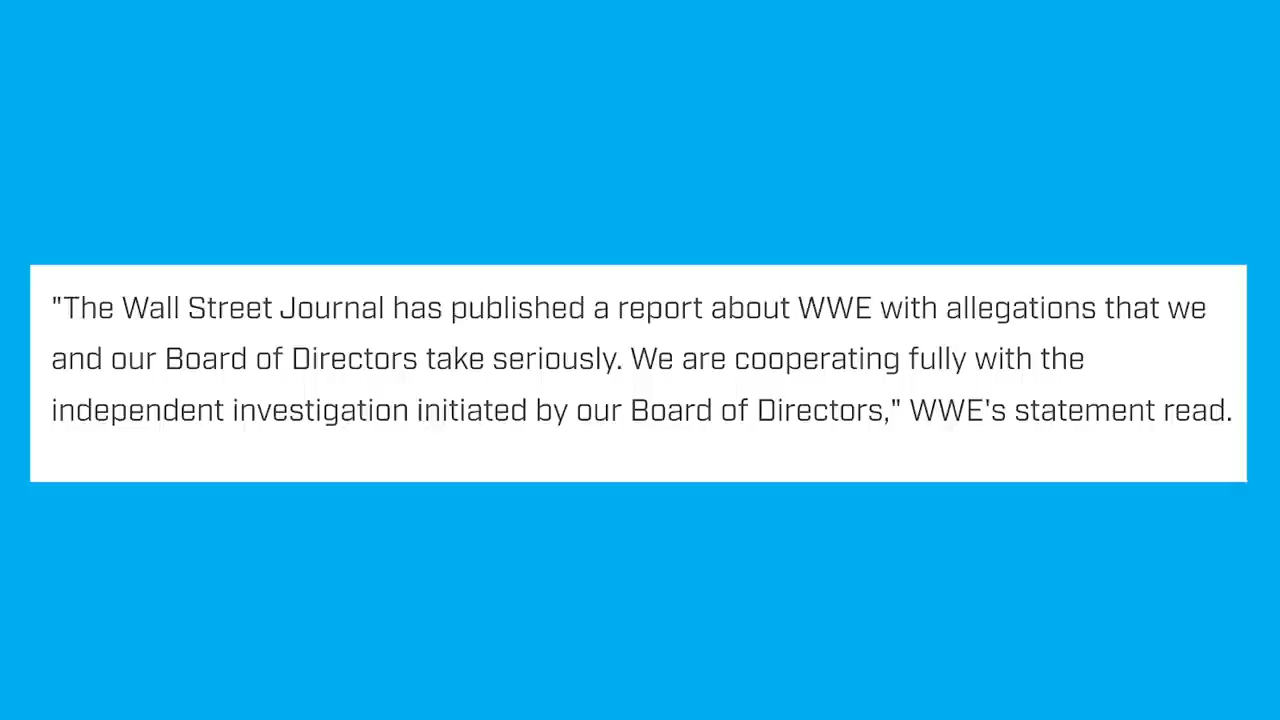 "The Wall Street Journal has published a report about WWE with allegations that we
and our Board of Directors take seriously. We are cooperating fully with the
independent investigation initiated by our Board of Directors," WWE's statement read.